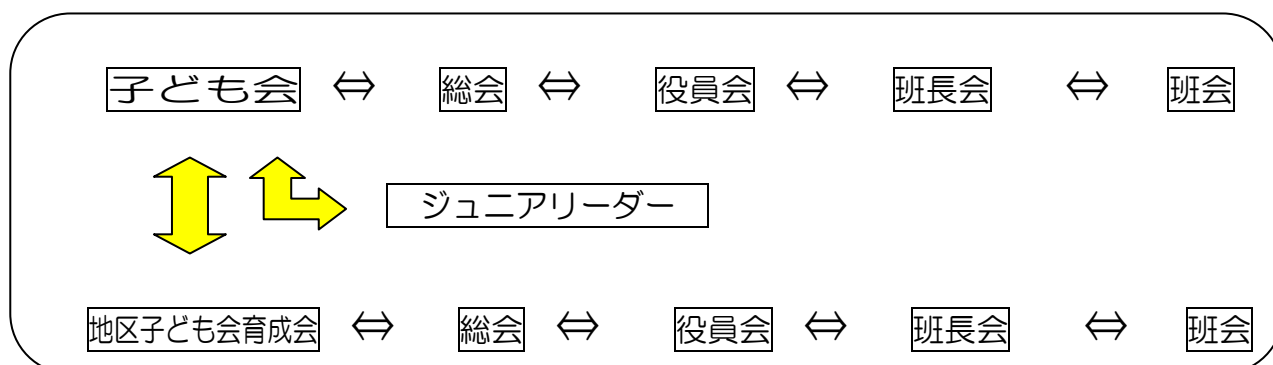 子ども会 ⇔ 総会 ⇔ 役員会 ⇔ 班長会 ⇔ 班会
ジュニアリーダー
地区子ども会育成会 ⇔ 総会 ⇔ 役員会 ⇔ 班長会 ⇔ 班会